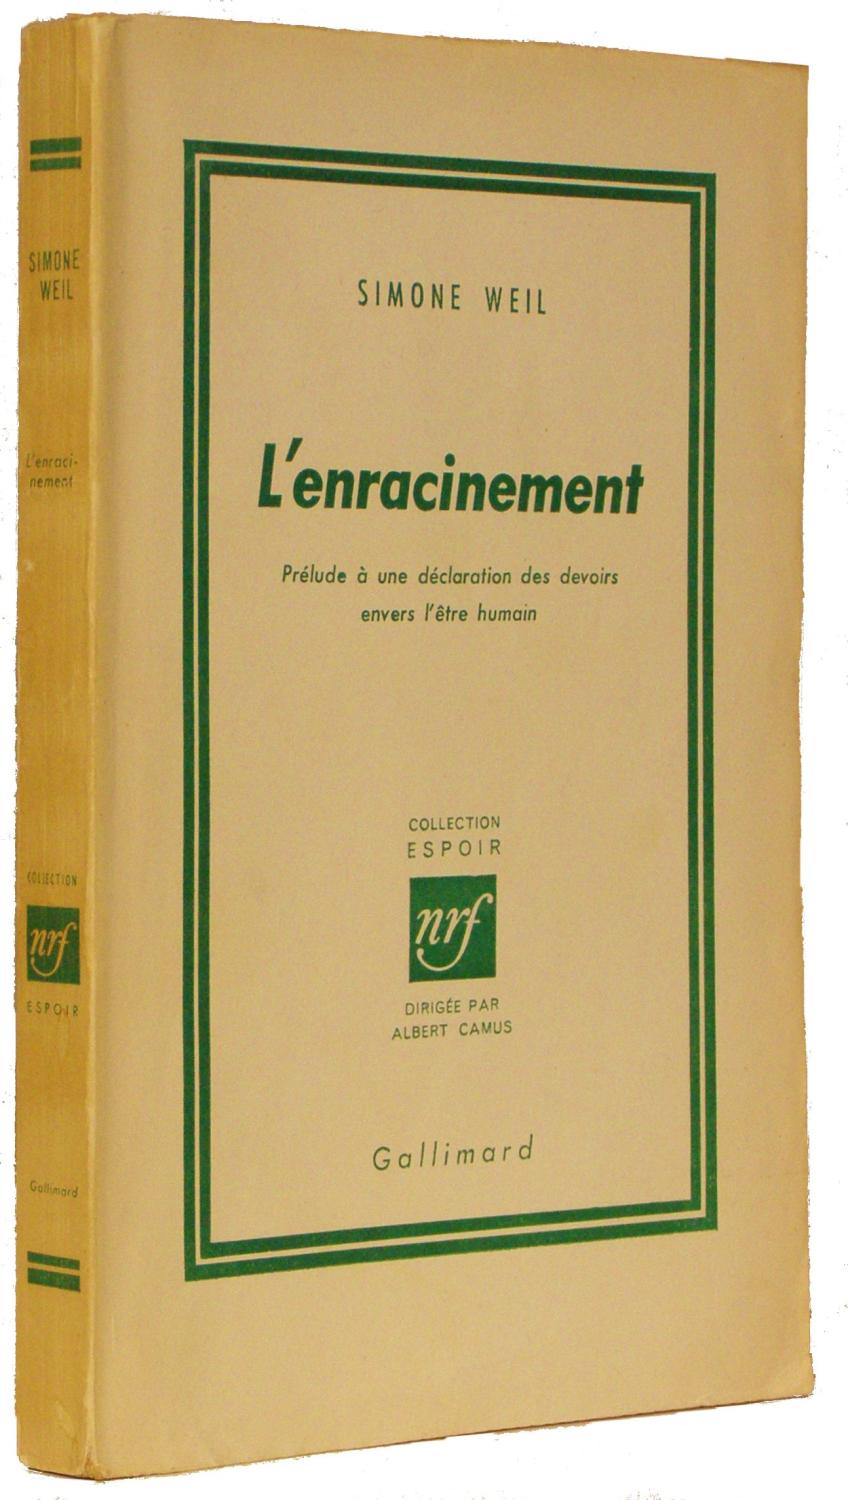 SIMONE
WEIL
L'enraci-
nement
COLLECTION
nrf
ESPOIR
Gallimard
SIMONE WEIL
L'enracinement
Prélude à une déclaration des devoirs
envers l'être humain
COLLECTION
ESPOIR
nrf
DIRIGÉE PAR
ALBERT CAMUS
Gallimard